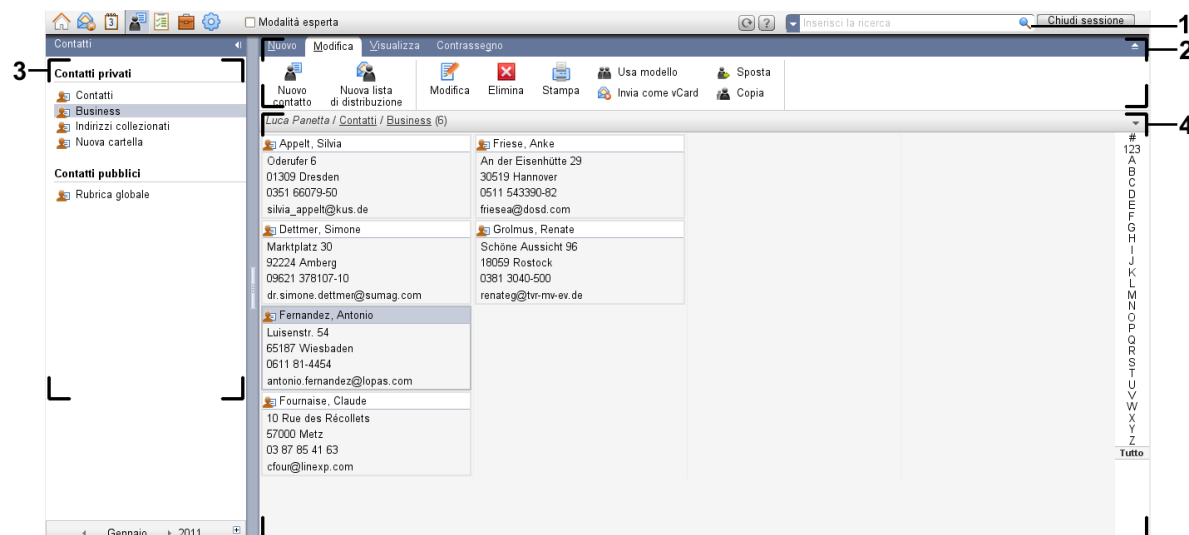 Modalità esperta
Inserisci la ricerca
Chiudi sessione
1
Contatti
Nuovo Modifica Visualizza Contrassegno
2
3
Contatti privati
Contatti
Business
Indirizzi collezionati
Nuova cartella
Contatti pubblici
Rubrica globale
Nuovo contatto
Nuova lista di distribuzione
Modifica
Elimina
Stampa
Usa modello
Invia come vCard
Sposta
Copia
Luca Panetta / Contatti / Business (6)
4
Appelt, Silvia
Oderufer 6
01309 Dresden
0351 66079-50
silvia_appelt@kus.de
Friese, Anke
An der Eisenhütte 29
30519 Hannover
0511 543390-82
friesea@dosd.com
Dettmer, Simone
Marktplatz 30
92224 Amberg
09621 378107-10
dr.simone.dettmer@sumag.com
Grolmus, Renate
Schöne Aussicht 96
18059 Rostock
0381 3040-500
renateg@tvr-mv-ev.de
Fernandez, Antonio
Luisenstr. 54
65187 Wiesbaden
0611 81-4454
antonio.fernandez@lopas.com
Fournaise, Claude
10 Rue des Récollets
57000 Metz
03 87 85 41 63
cfour@linexp.com
#
123
A
B
C
D
E
F
G
H
I
J
K
L
M
N
O
P
Q
R
S
T
U
V
W
X
Y
Z
Tutto
Gennaio 2011